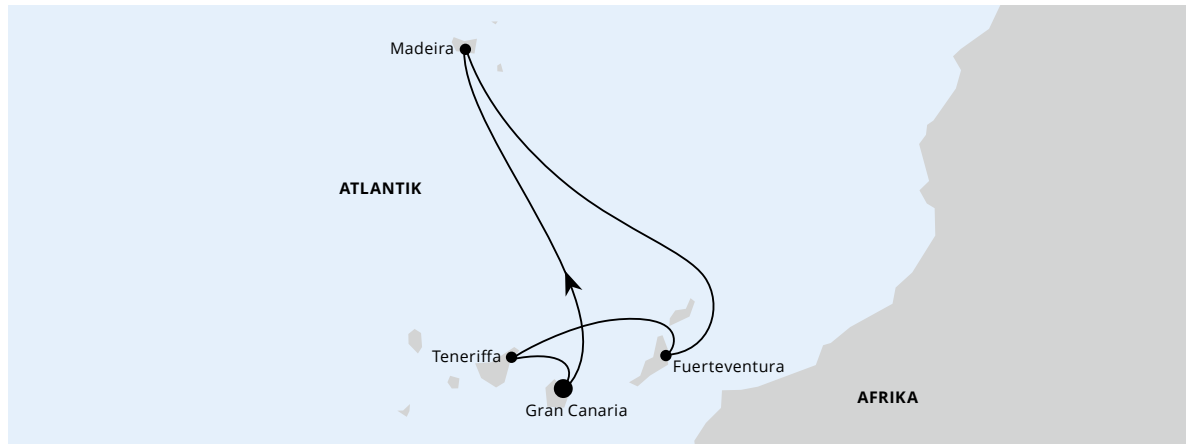 Madeira
ATLANTIK
Teneriffa
Fuerteventura
Gran Canaria
AFRIKA